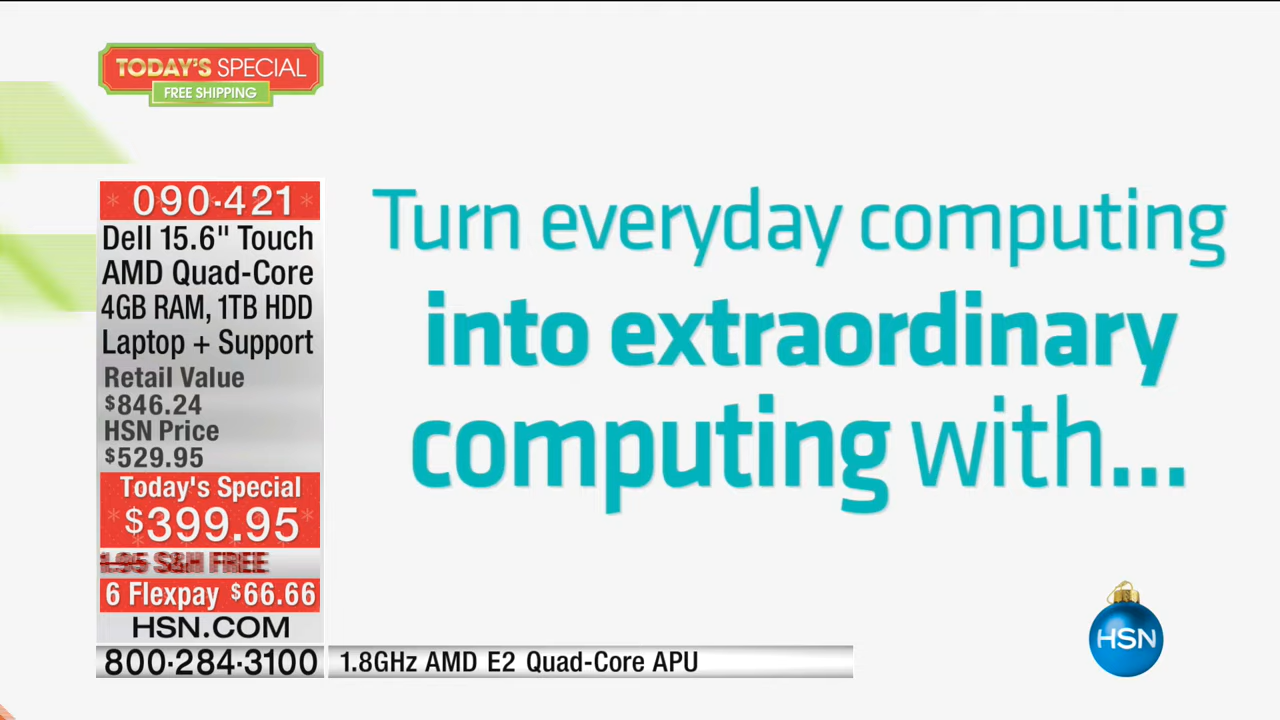 TODAY'S SPECIAL
FREE SHIPPING
090·421
Dell 15.6" Touch
AMD Quad-Core
4GB RAM, 1TB HDD
Laptop + Support
Retail Value
$846.24
HSN Price
$529.95
Today's Special
$399.95
S&H FREE
6 Flexpay $66.66
HSN.COM
800·284·3100
1.8GHz AMD E2 Quad-Core APU
Turn everyday computing
into extraordinary
computing with...
HSN